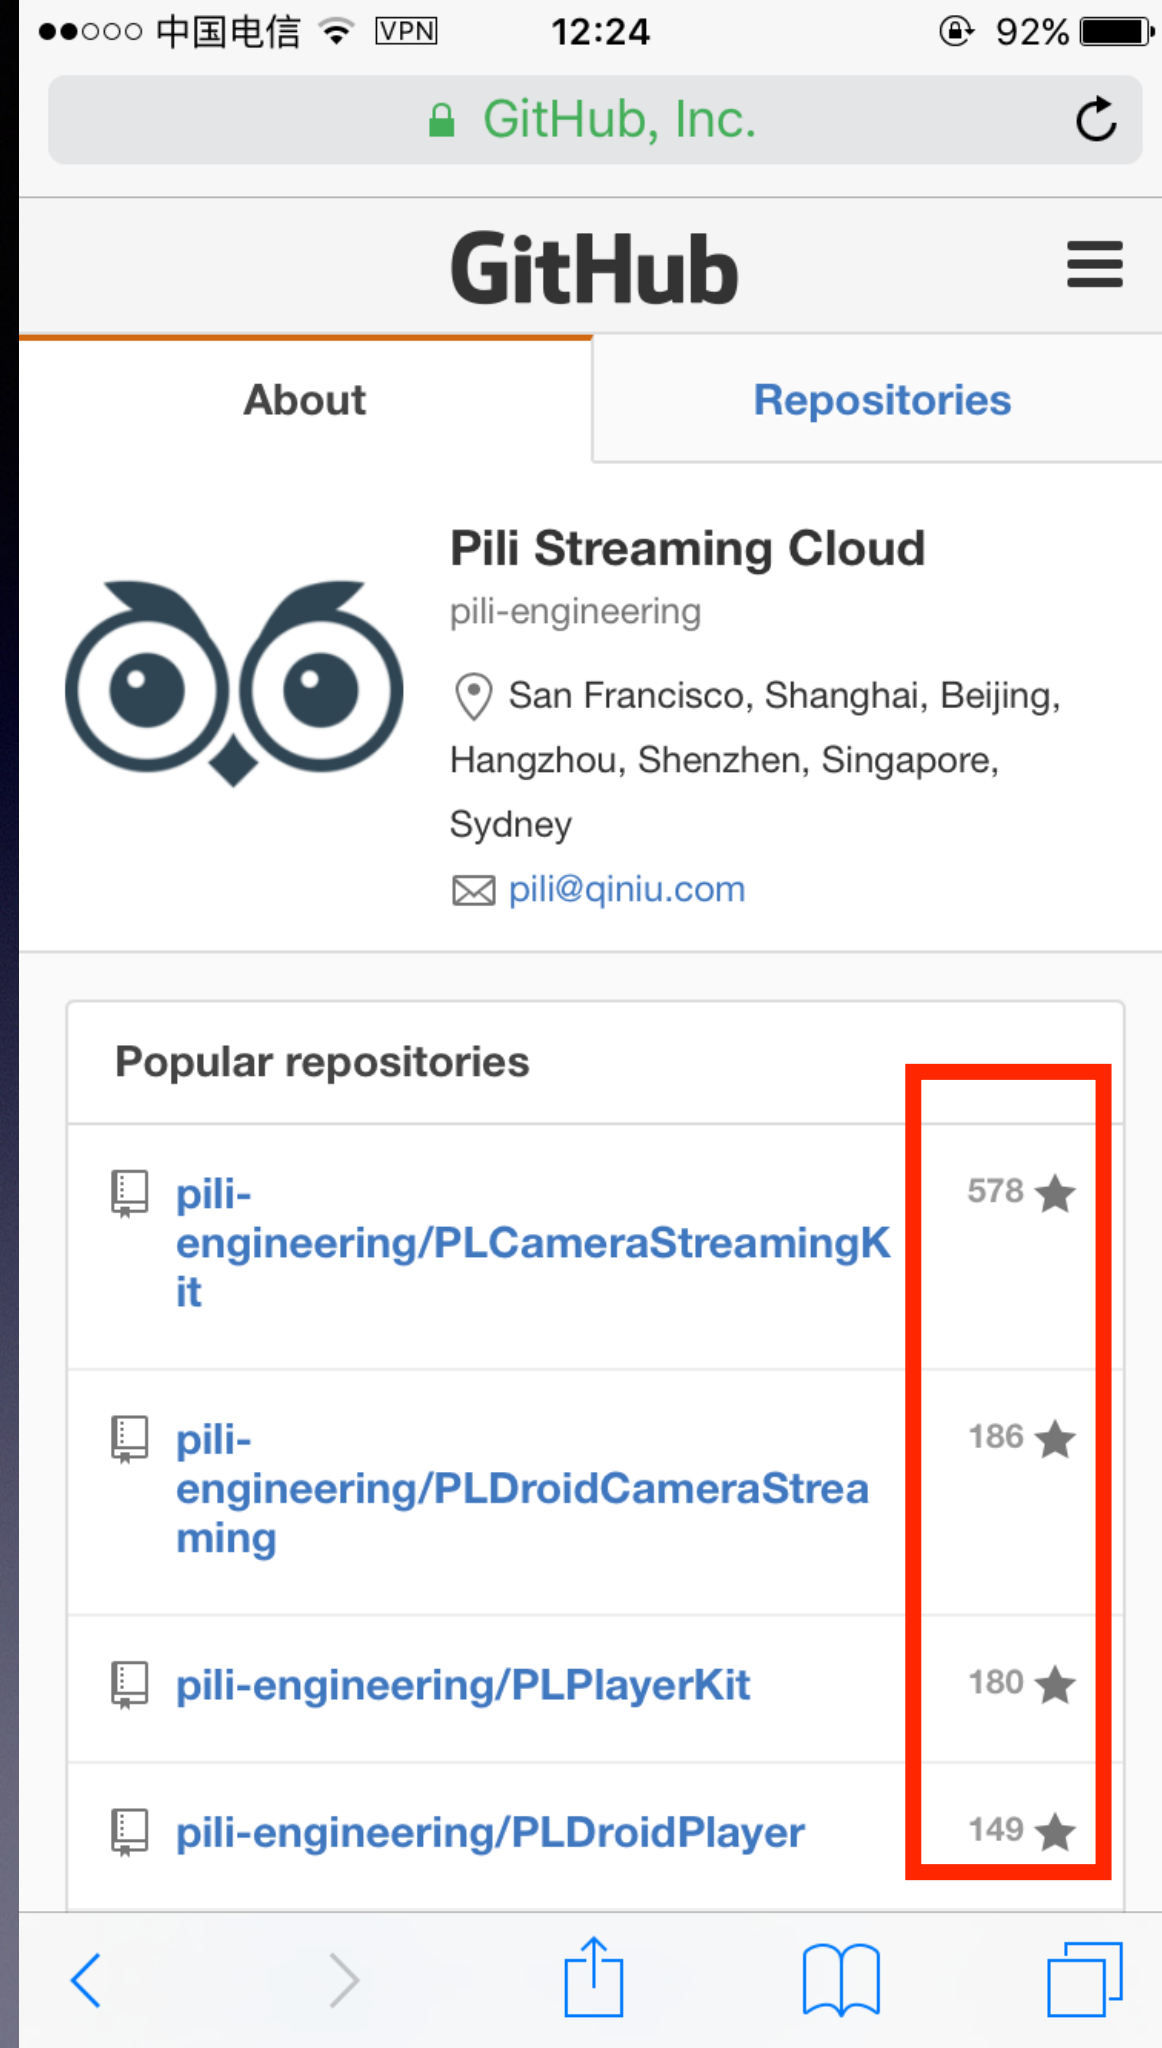 中国电信 VPN 12:24 92%
GitHub, Inc.
GitHub
About Repositories
Pili Streaming Cloud
pili-engineering
San Francisco, Shanghai, Beijing,
Hangzhou, Shenzhen, Singapore,
Sydney
pili@qiniu.com
Popular repositories
pili- 578
engineering/PLCameraStreamingK
it
pili- 186
engineering/PLDroidCameraStrea
ming
pili-engineering/PLPlayerKit 180
pili-engineering/PLDroidPlayer 149